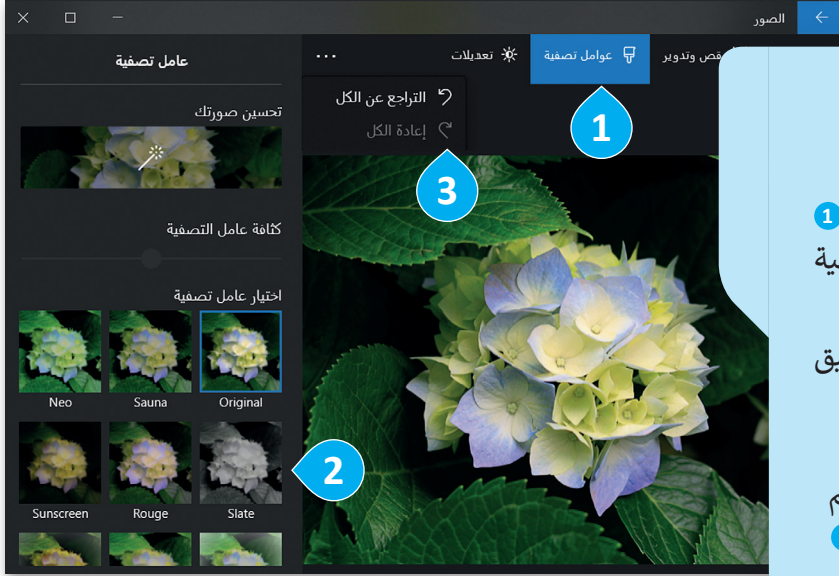 الصور
قص وتدوير
عوامل تصفية
تعديلات
...
1
التراجع عن الكل
إعادة الكل
3
عامل تصفية
تحسين صورتك
كثافة عامل التصفية
اختيار عامل تصفية
Original
Sauna
Neo
Slate
Rouge
Sunscreen
2
1